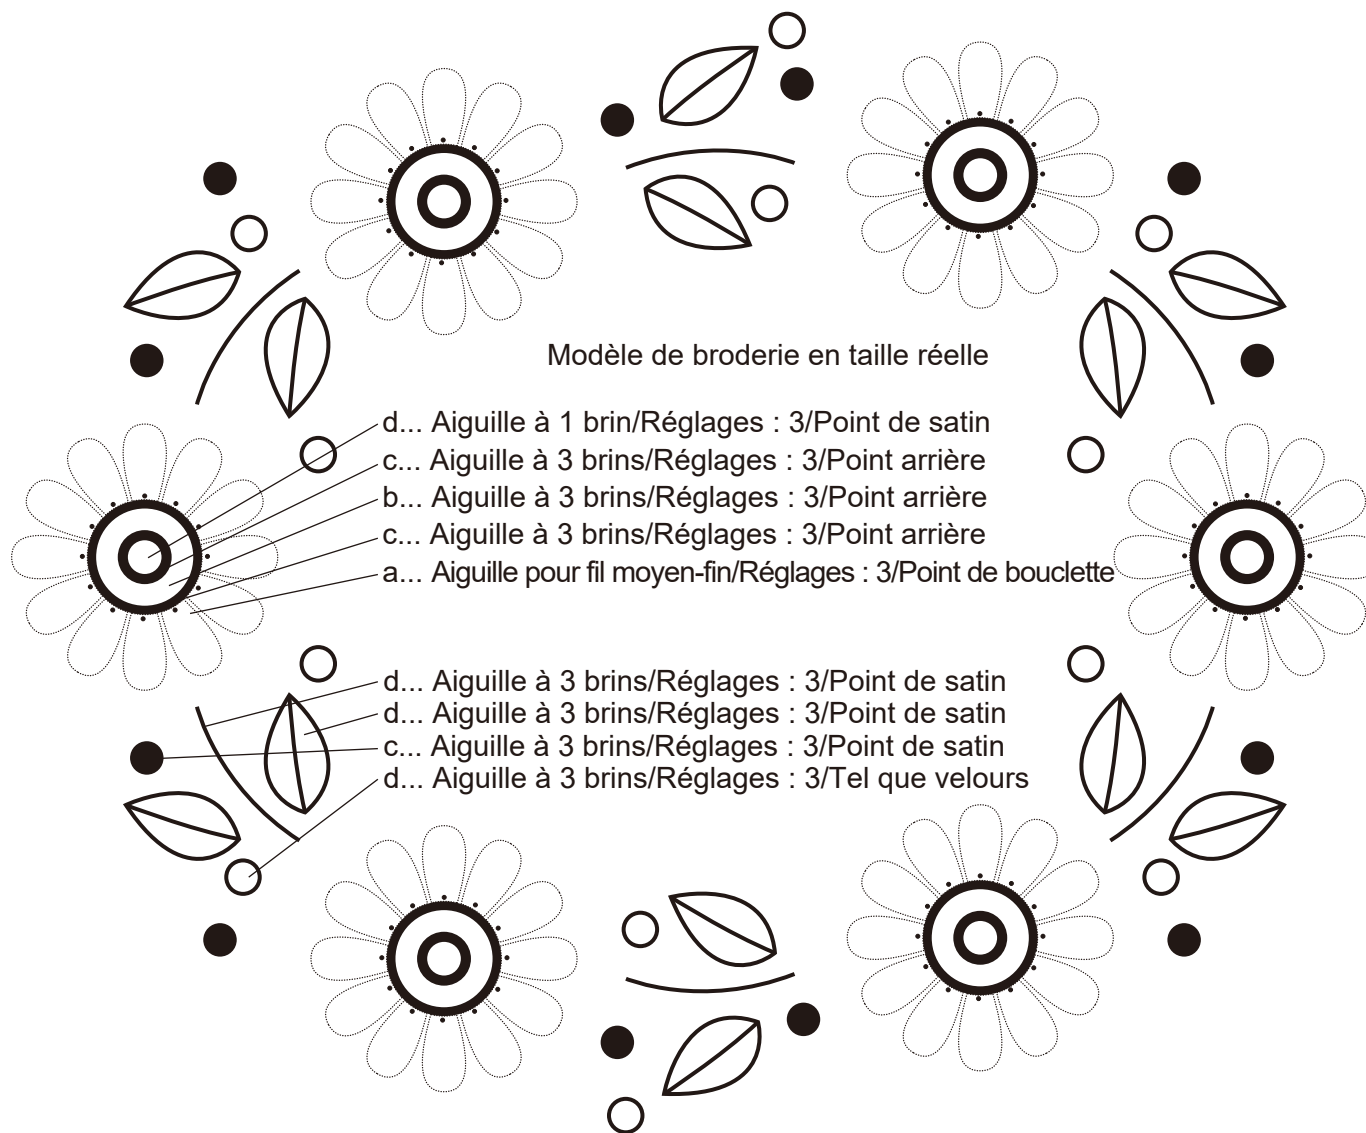 Modèle de broderie en taille réelle
d... Aiguille à 1 brin/Réglages : 3/Point de satin
c... Aiguille à 3 brins/Réglages : 3/Point arrière
b... Aiguille à 3 brins/Réglages : 3/Point arrière
c... Aiguille à 3 brins/Réglages : 3/Point arrière
a... Aiguille pour fil moyen-fin/Réglages : 3/Point de bouclette
d... Aiguille à 3 brins/Réglages : 3/Point de satin
d... Aiguille à 3 brins/Réglages : 3/Point de satin
c... Aiguille à 3 brins/Réglages : 3/Point de satin
d... Aiguille à 3 brins/Réglages : 3/Tel que velours